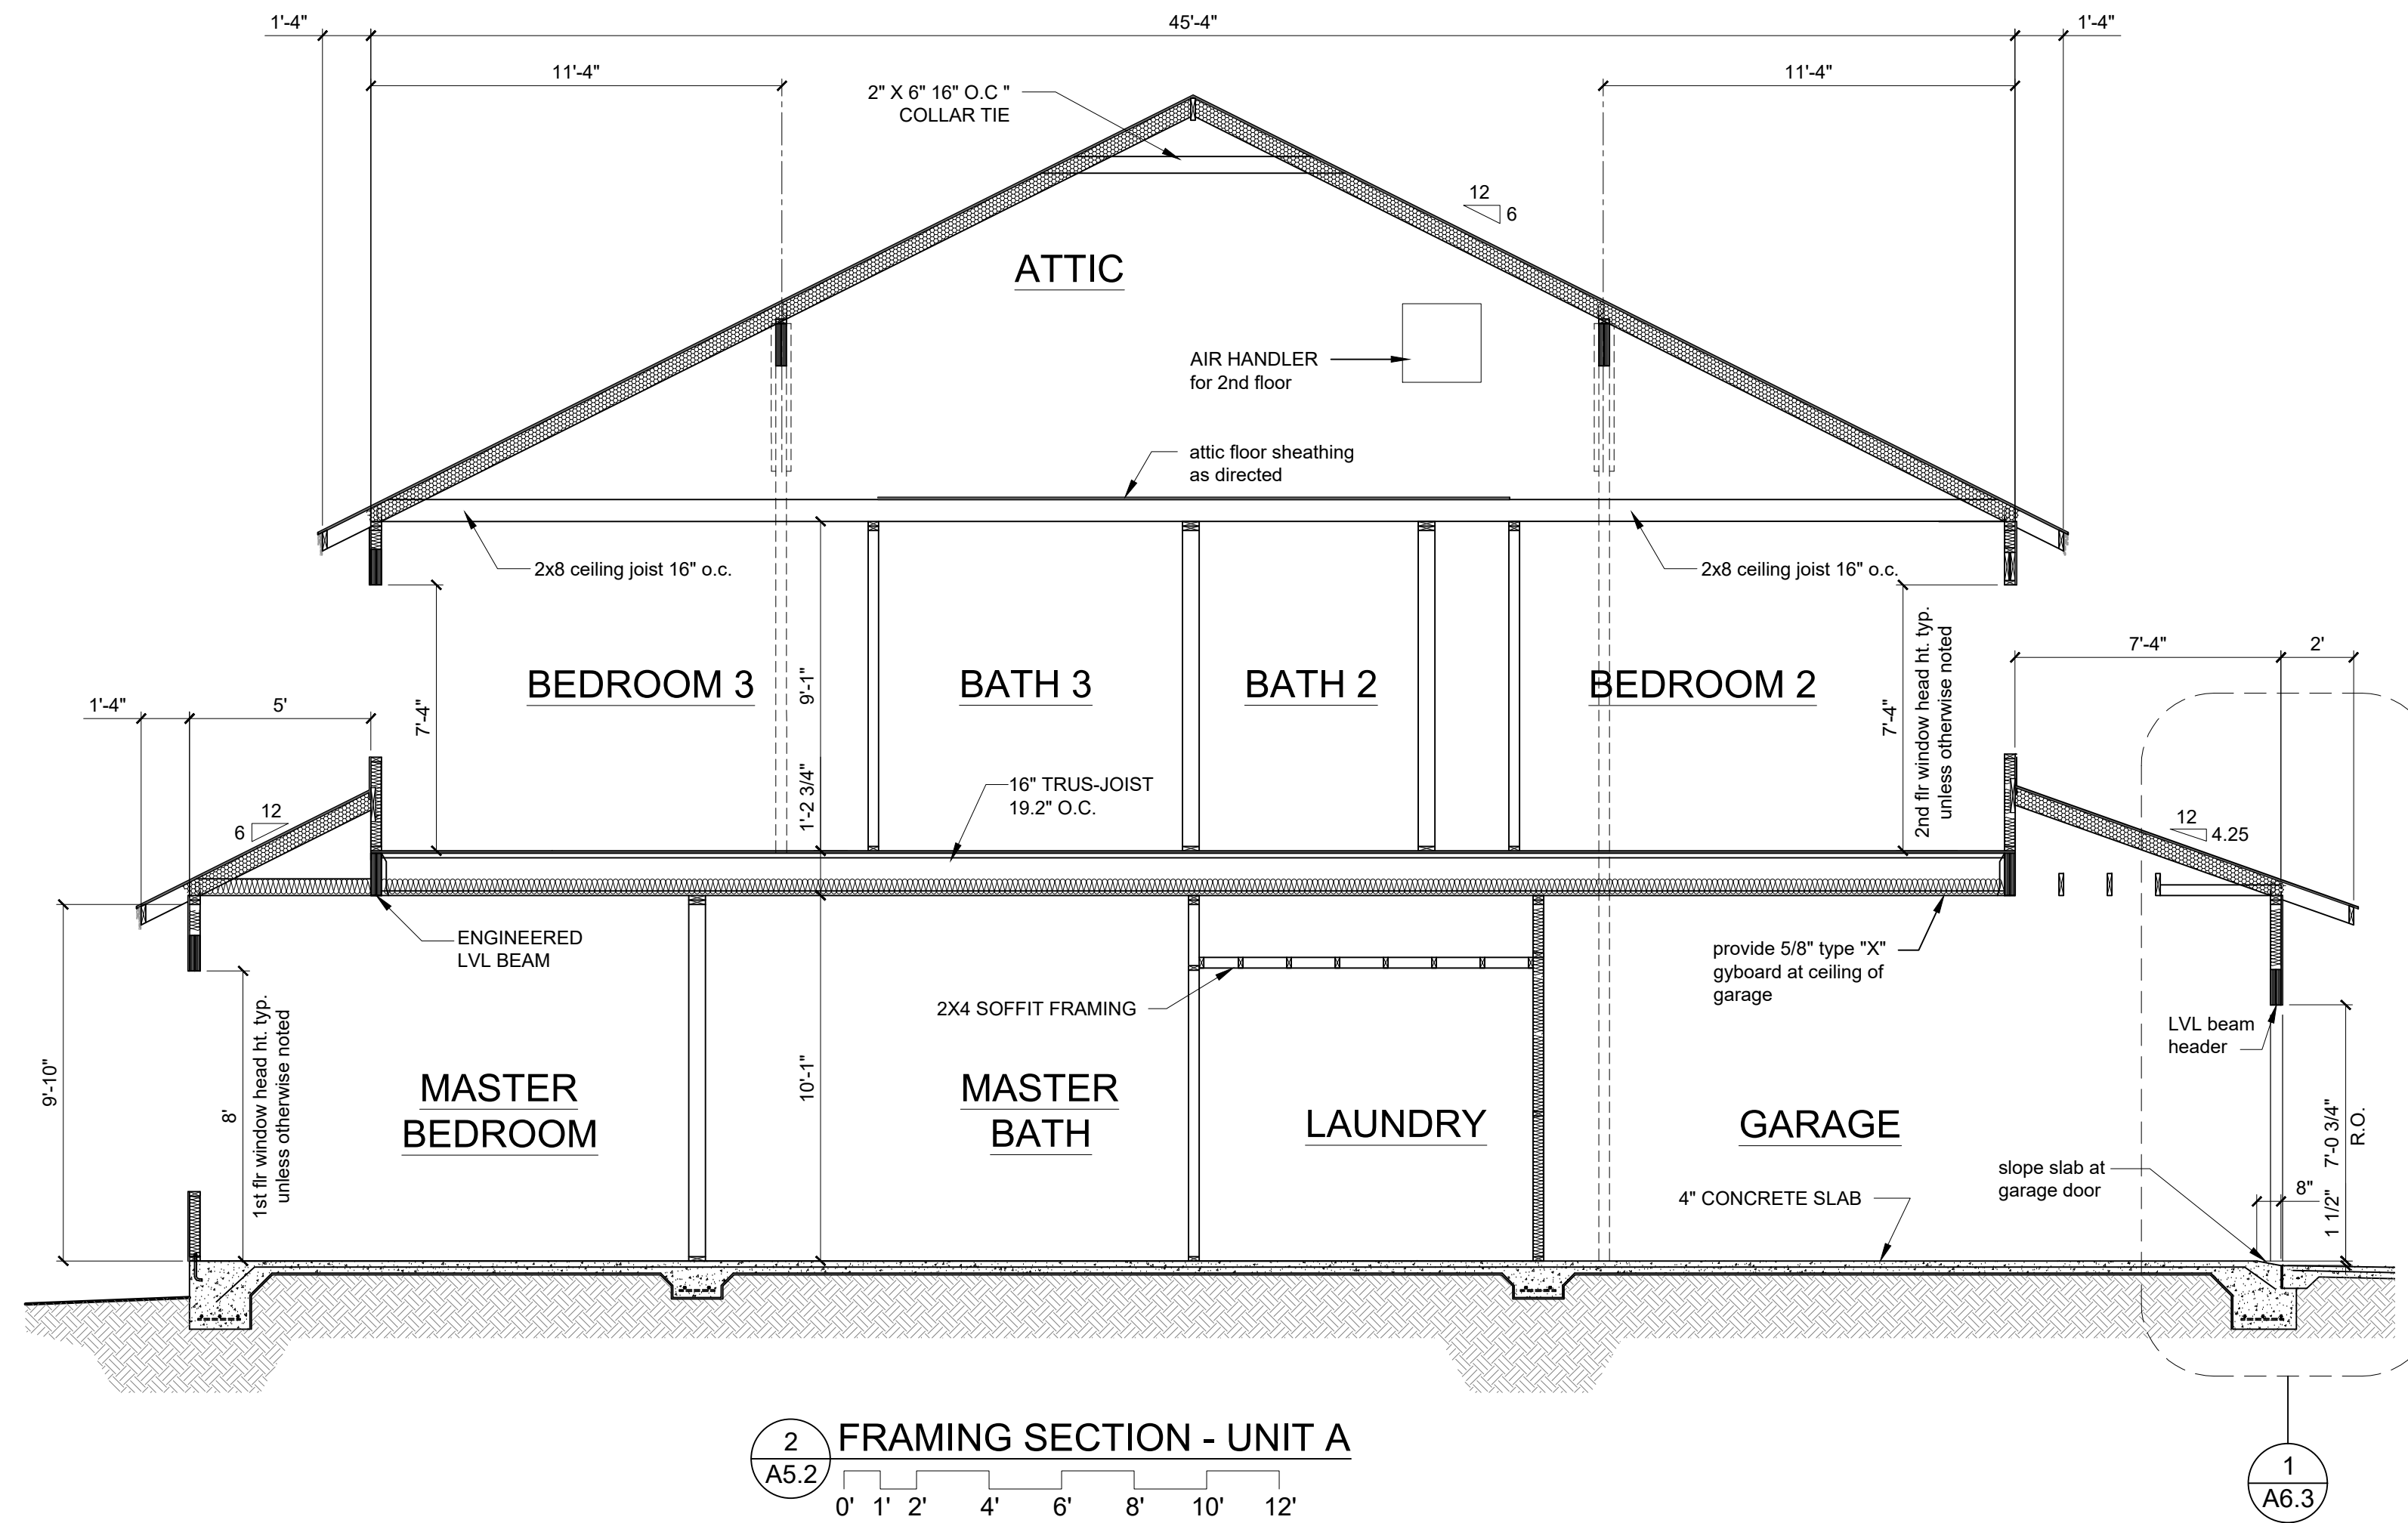 1'-4" 45'-4" 1'-4"
11'-4" 11'-4"
2" X 6" 16" O.C "
COLLAR TIE
12
6
ATTIC
AIR HANDLER
for 2nd floor
attic floor sheathing
as directed
2x8 ceiling joist 16" o.c.
2x8 ceiling joist 16" o.c.
2nd flr window head ht. typ.
unless otherwise noted
7'-4" 2'
BEDROOM 3
9'-1"
BATH 3
BATH 2
BEDROOM 2
1'-4" 5'
7'-4"
7'-4"
16" TRUS-JOIST
19.2" O.C.
1'-2 3/4"
12
6
12
4.25
ENGINEERED
LVL BEAM
provide 5/8" type "X"
gyboard at ceiling of
garage
2X4 SOFFIT FRAMING
LVL beam
header
9'-10"
8'
1st flr window head ht. typ.
unless otherwise noted
10'-1"
MASTER
BEDROOM
MASTER
BATH
LAUNDRY
GARAGE
7'-0 3/4"
R.O.
slope slab at
garage door
4" CONCRETE SLAB
8"
1 1/2"
2
A5.2
FRAMING SECTION - UNIT A
0' 1' 2' 4' 6' 8' 10' 12'
1
A6.3